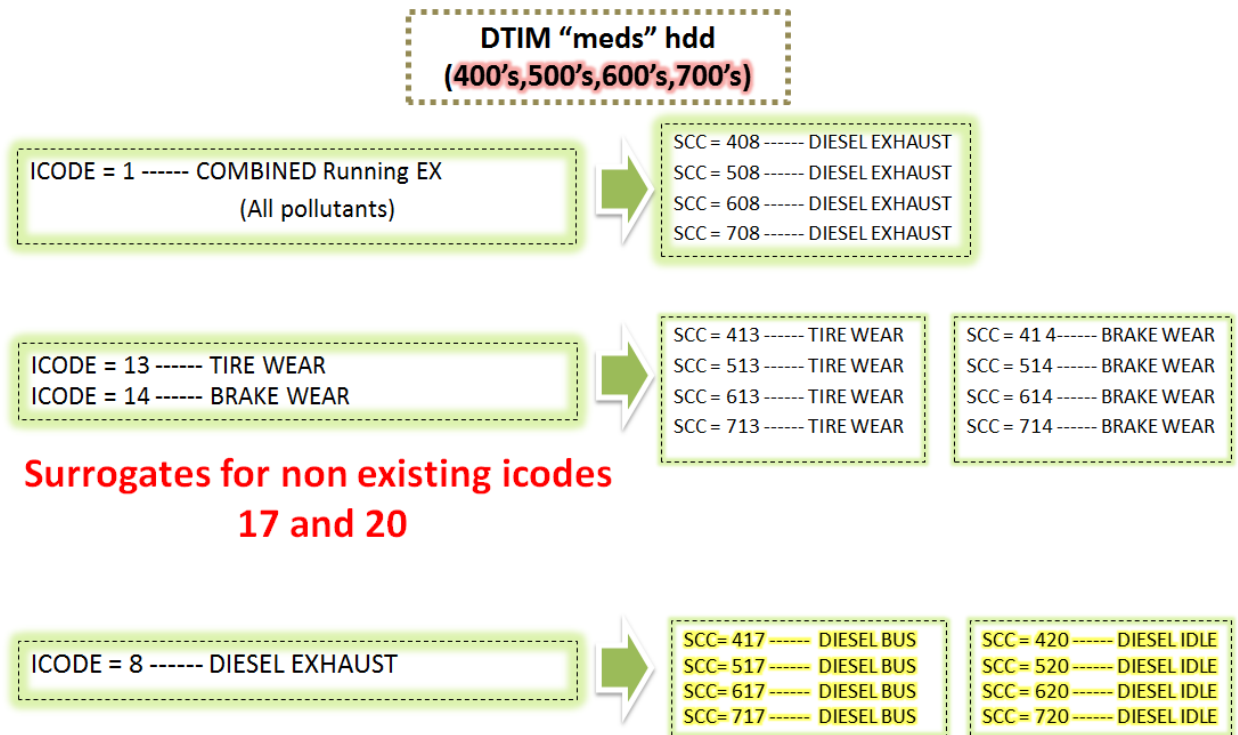 DTIM “meds” hdd
(400’s,500’s,600’s,700’s)
ICODE = 1 ------ COMBINED Running EX
(All pollutants)
SCC = 408 ------ DIESEL EXHAUST
SCC = 508 ------ DIESEL EXHAUST
SCC = 608 ------ DIESEL EXHAUST
SCC = 708 ------ DIESEL EXHAUST
ICODE = 13 ------ TIRE WEAR
ICODE = 14 ------ BRAKE WEAR
SCC = 413 ------ TIRE WEAR
SCC = 513 ------ TIRE WEAR
SCC = 613 ------ TIRE WEAR
SCC = 713 ------ TIRE WEAR
SCC = 41 4------ BRAKE WEAR
SCC = 514 ------ BRAKE WEAR
SCC = 614 ------ BRAKE WEAR
SCC = 714 ------ BRAKE WEAR
Surrogates for non existing icodes
17 and 20
ICODE = 8 ------ DIESEL EXHAUST
SCC= 417 ------ DIESEL BUS
SCC= 517 ------ DIESEL BUS
SCC= 617 ------ DIESEL BUS
SCC= 717 ------ DIESEL BUS
SCC = 420 ------ DIESEL IDLE
SCC = 520 ------ DIESEL IDLE
SCC = 620 ------ DIESEL IDLE
SCC = 720 ------ DIESEL IDLE